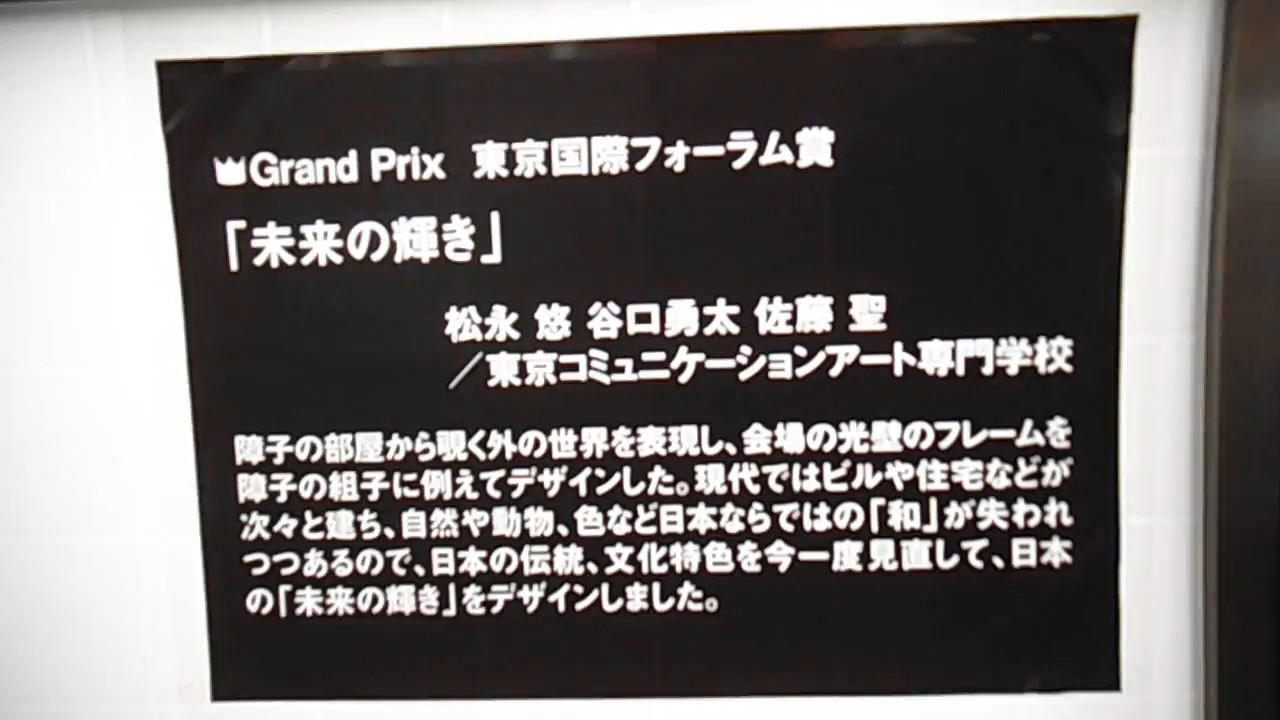 Grand Prix 東京国際フォーラム賞
「未来の輝き」
松永 悠 谷口勇太 佐藤 聖
／東京コミュニケーションアート専門学校
障子の部屋から覗く外の世界を表現し、会場の光壁のフレームを
障子の組子に例えてデザインした。現代ではビルや住宅などが
次々と建ち、自然や動物、色など日本ならではの「和」が失われ
つつあるので、日本の伝統、文化特色を今一度見直して、日本
の「未来の輝き」をデザインしました。